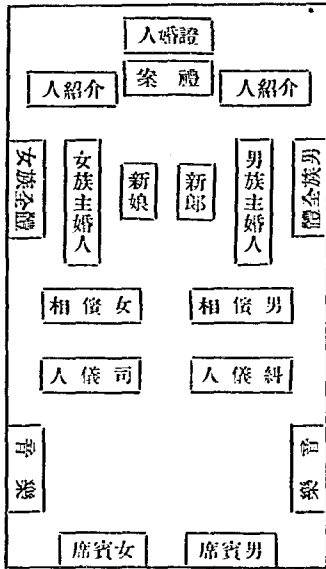 證婚人
禮案
介紹人
介紹人
男族全體
男族主婚人
新郎
新娘
女族主婚人
女族全體
男儐相
女儐相
糾儀人
司儀人
音樂
音樂
男賓席
女賓席